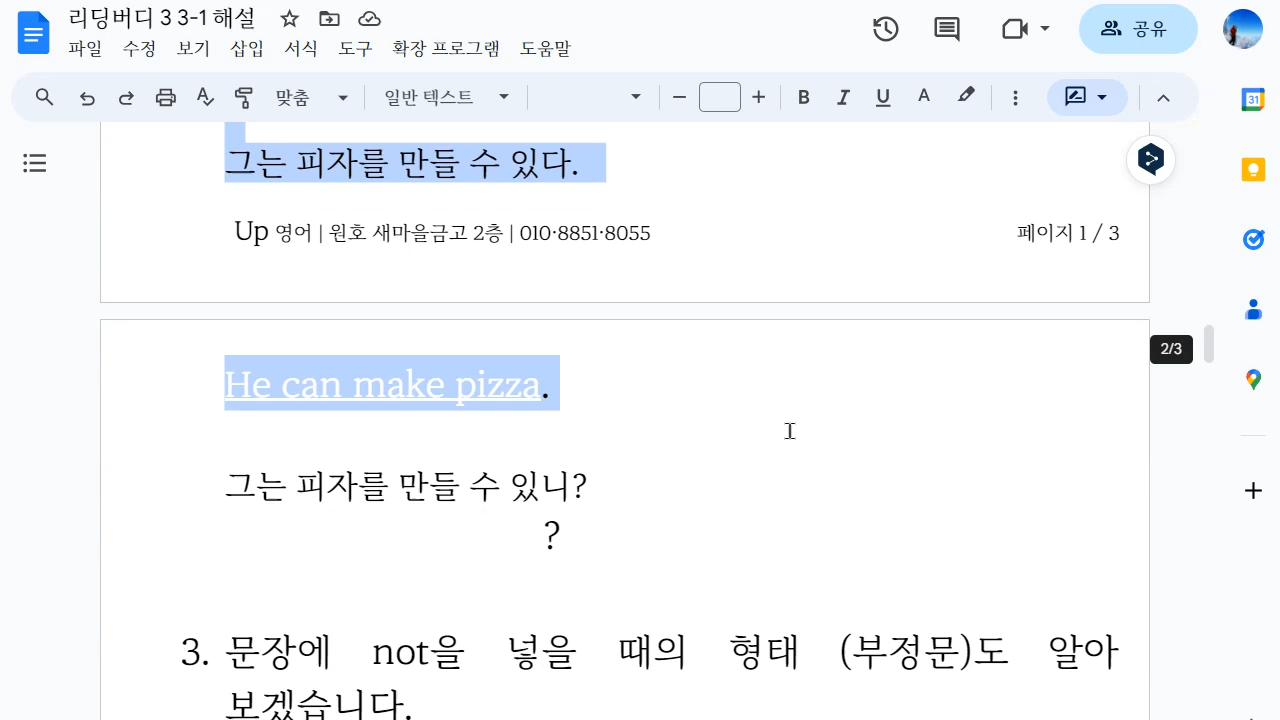 리딩버디 3 3-1 해설
파일 수정 보기 삽입 서식 도구 확장 프로그램 도움말
공유
맞춤 일반 텍스트 B I U A
31
그는 피자를 만들 수 있다.
Up 영어 | 원호 새마을금고 2층 | 010·8851·8055 페이지 1 / 3
2/3
He can make pizza.
그는 피자를 만들 수 있니?
?
3. 문장에 not을 넣을 때의 형태 (부정문)도 알아
보겠습니다.